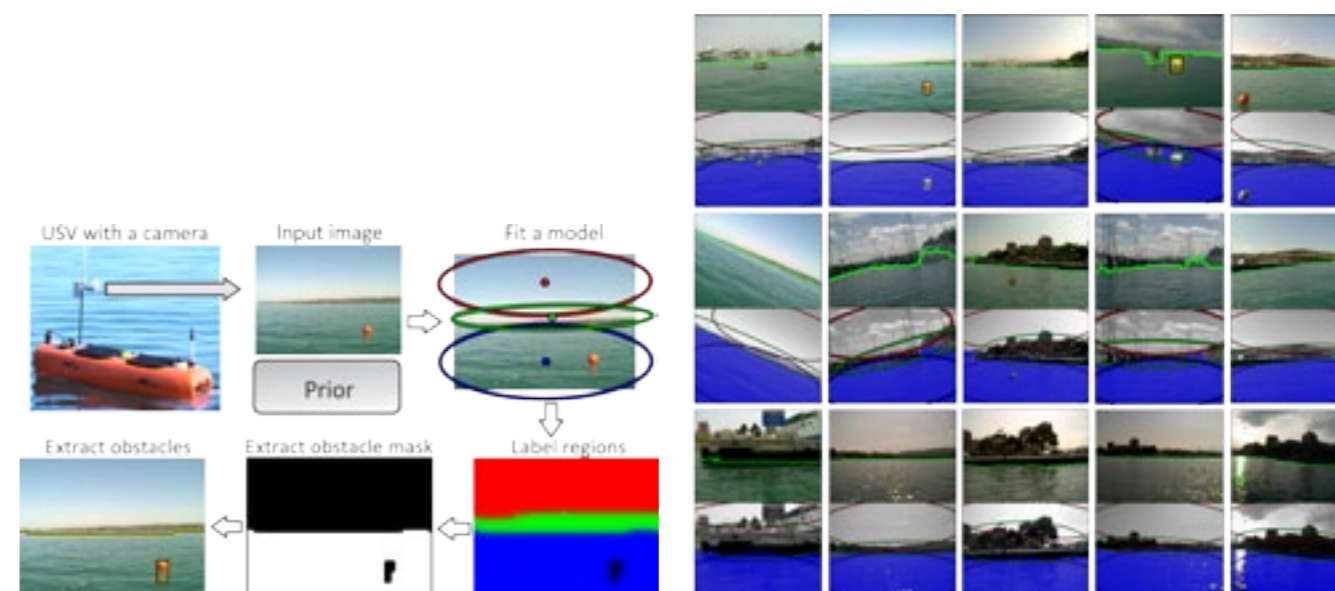 USV with a camera
Input image
Fit a model
Prior
Extract obstacles
Extract obstacle mask
Label regions